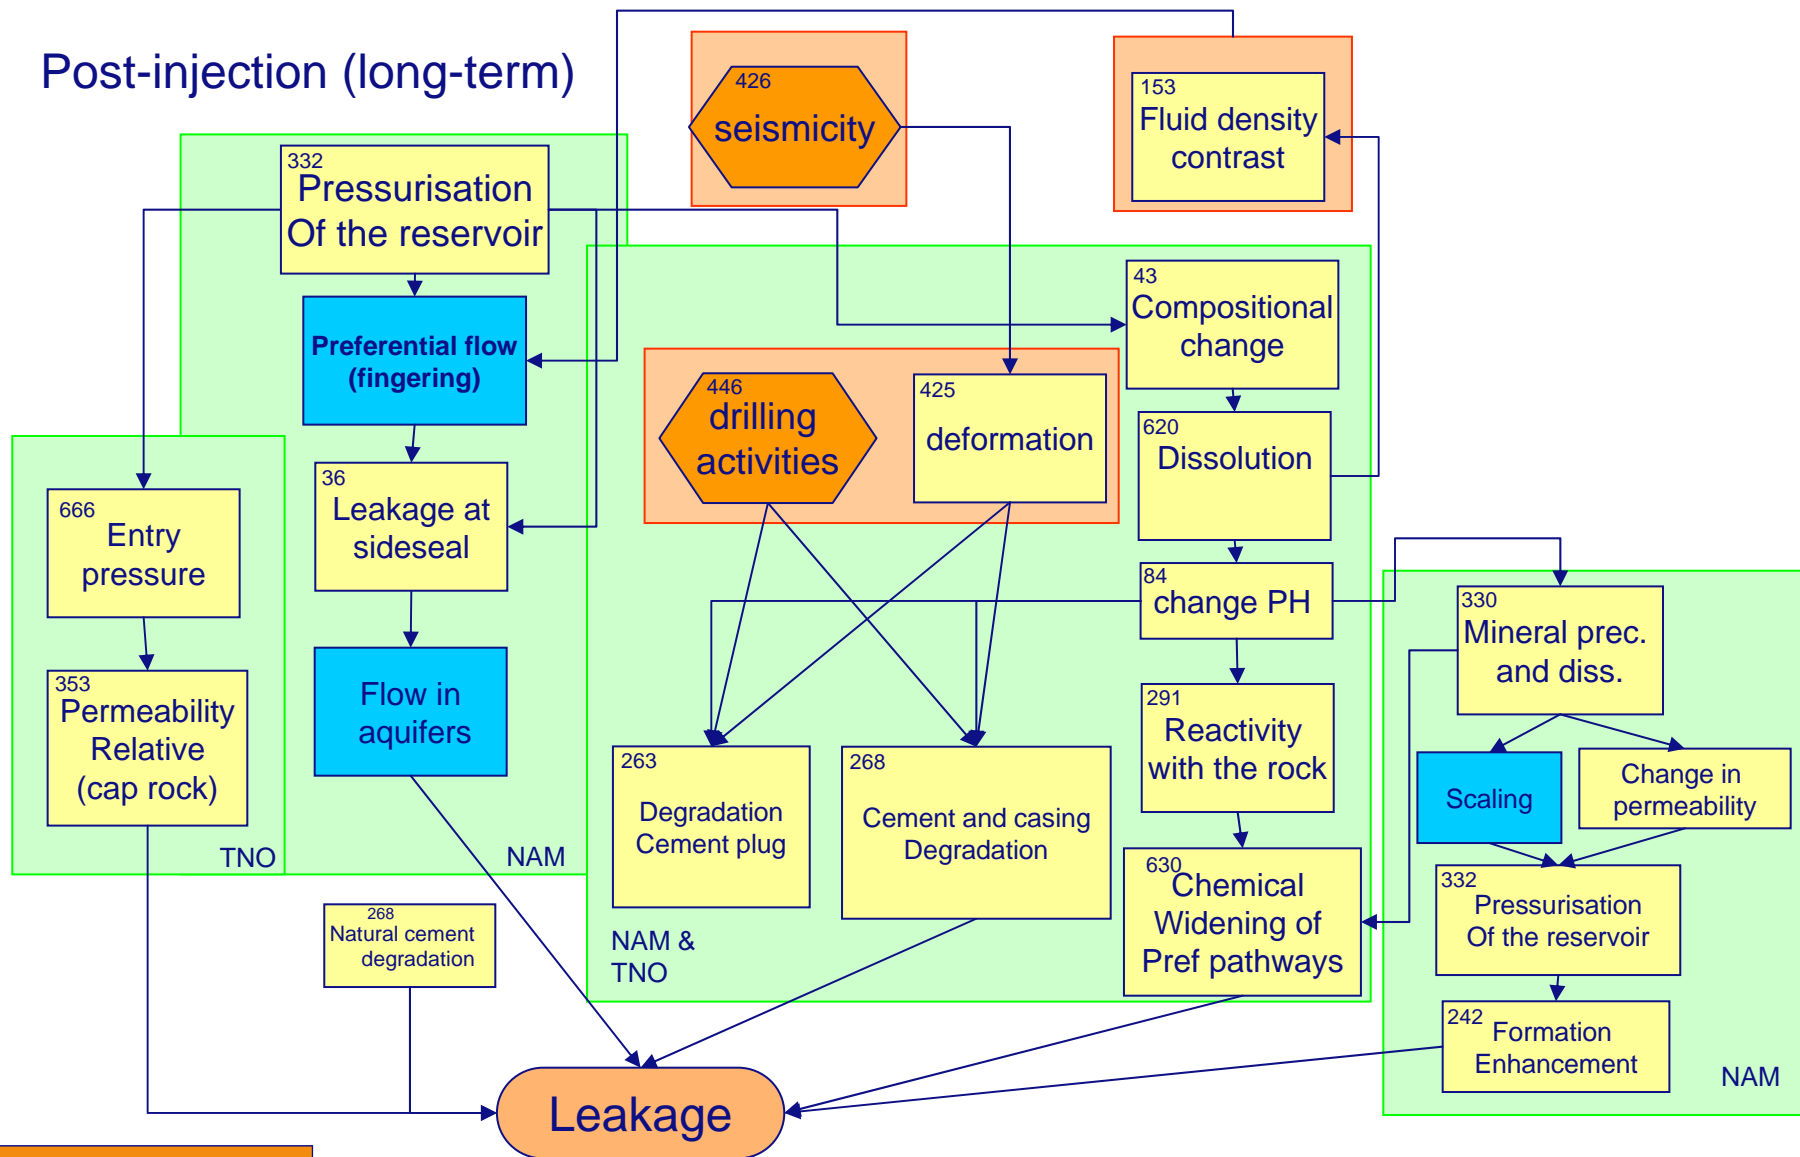 Post-injection (long-term)
426
seismicity
153
Fluid density
contrast
332
Pressurisation
Of the reservoir
43
Compositional
change
Preferential flow
(fingering)
446
drilling
activities
425
deformation
620
Dissolution
36
Leakage at
sideseal
666
Entry
pressure
84
change PH
330
Mineral prec.
and diss.
353
Permeability
Relative
(cap rock)
Flow in
aquifers
291
Reactivity
with the rock
263
Degradation
Cement plug
268
Cement and casing
Degradation
Scaling
Change in
permeability
TNO
NAM
630
Chemical
Widening of
Pref pathways
332
Pressurisation
Of the reservoir
268
Natural cement
degradation
NAM &
TNO
242
Formation
Enhancement
NAM
Leakage